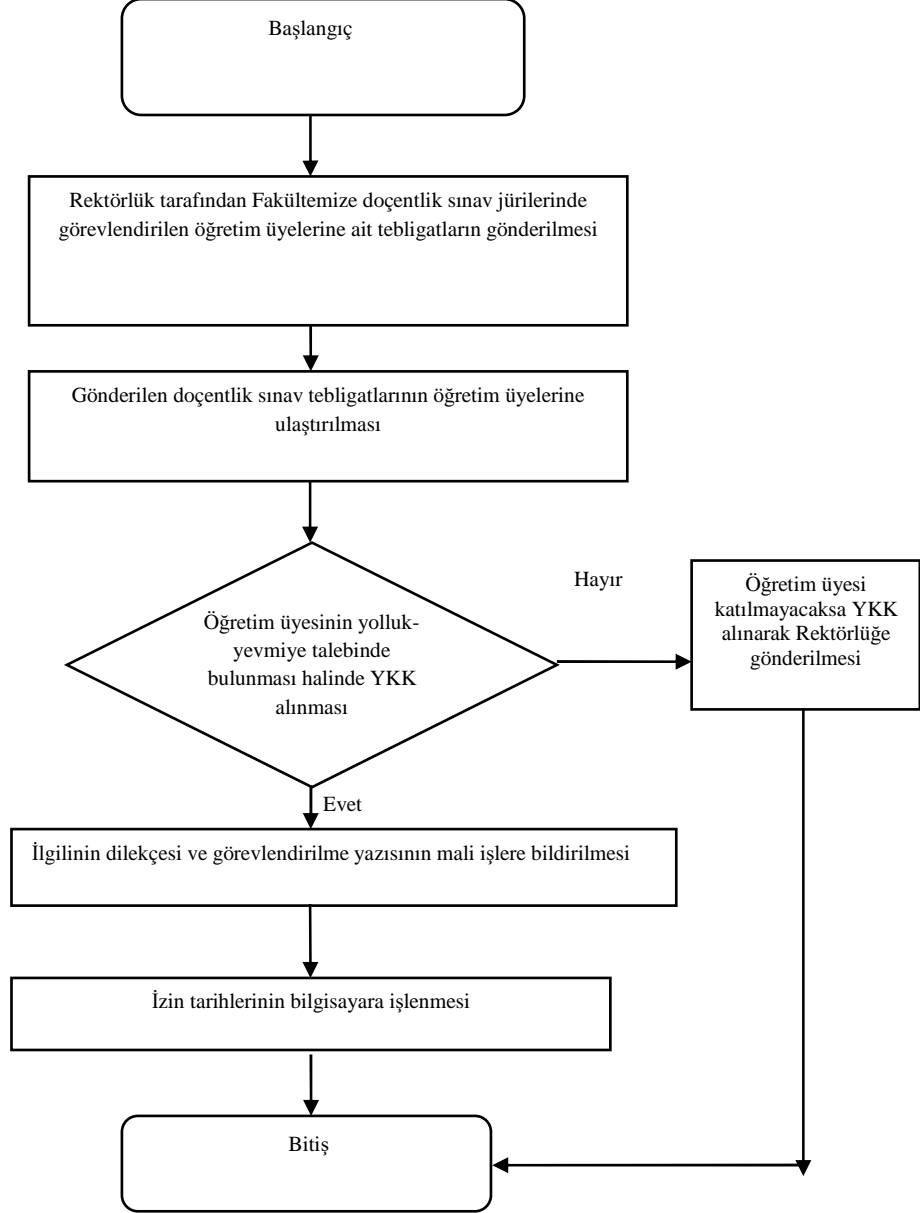 Başlangıç
Rektörlük tarafından Fakültemize doçentlik sınav jürilerinde
görevlendirilen öğretim üyelerine ait tebligatların gönderilmesi
Gönderilen doçentlik sınav tebligatlarının öğretim üyelerine
ulaştırılması
Öğretim üyesinin yolluk-
yevmiye talebinde
bulunması halinde YKK
alınması
Hayır
Öğretim üyesi
katılmayacaksa YKK
alınarak Rektörlüğe
gönderilmesi
Evet
İlgilinin dilekçesi ve görevlendirilme yazısının mali işlere bildirilmesi
İzin tarihlerinin bilgisayara işlenmesi
Bitiş